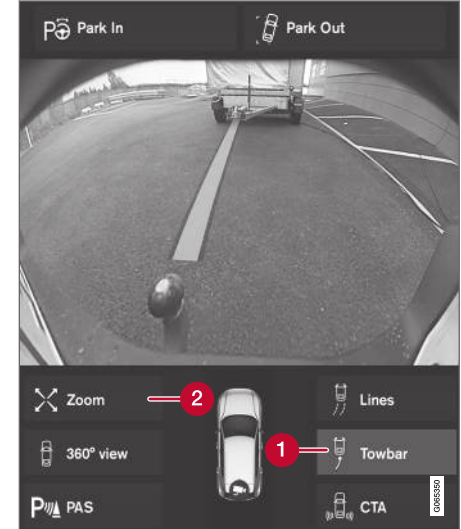 Park In
Park Out
2
Zoom
Lines
1
360° view
Towbar
PAS
CTA
G065350